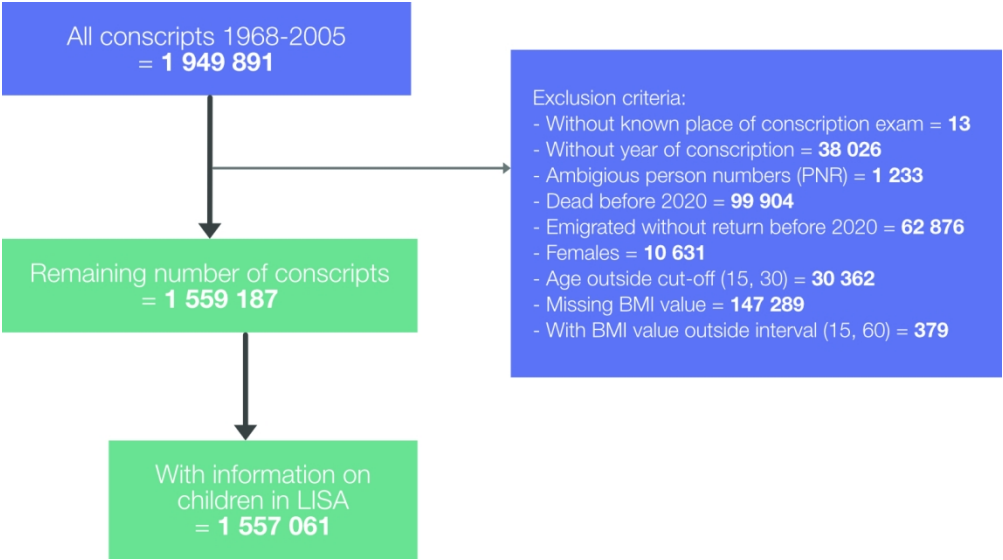 All conscripts 1968-2005
= 1 949 891
Exclusion criteria:
- Without known place of conscription exam = 13
- Without year of conscription = 38 026
- Ambigious person numbers (PNR) = 1 233
- Dead before 2020 = 99 904
- Emigrated without return before 2020 = 62 876
- Females = 10 631
- Age outside cut-off (15, 30) = 30 362
- Missing BMI value = 147 289
- With BMI value outside interval (15, 60) = 379
Remaining number of conscripts
= 1 559 187
With information on
children in LISA
= 1 557 061